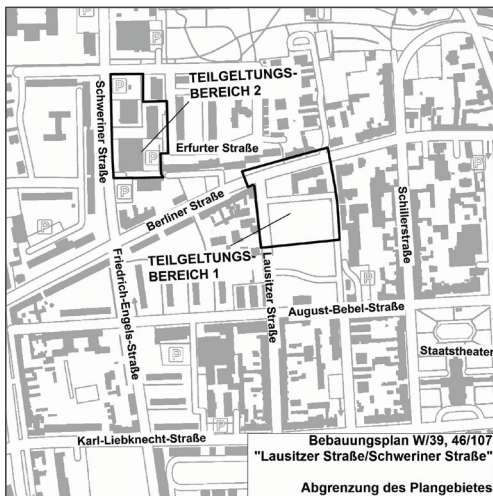 TEILGELTUNGS-
BEREICH 2
Schweriner Straße
Erfurter Straße
Berliner Straße
Schillerstraße
TEILGELTUNGS-
BEREICH 1
Lausitzer Straße
Friedrich-Engels-Straße
August-Bebel-Straße
Staatstheater
Karl-Liebknecht-Straße
Bebauungsplan W/39, 46/107
"Lausitzer Straße/Schweriner Straße"
Abgrenzung des Plangebietes
P
P
P
P
P
P